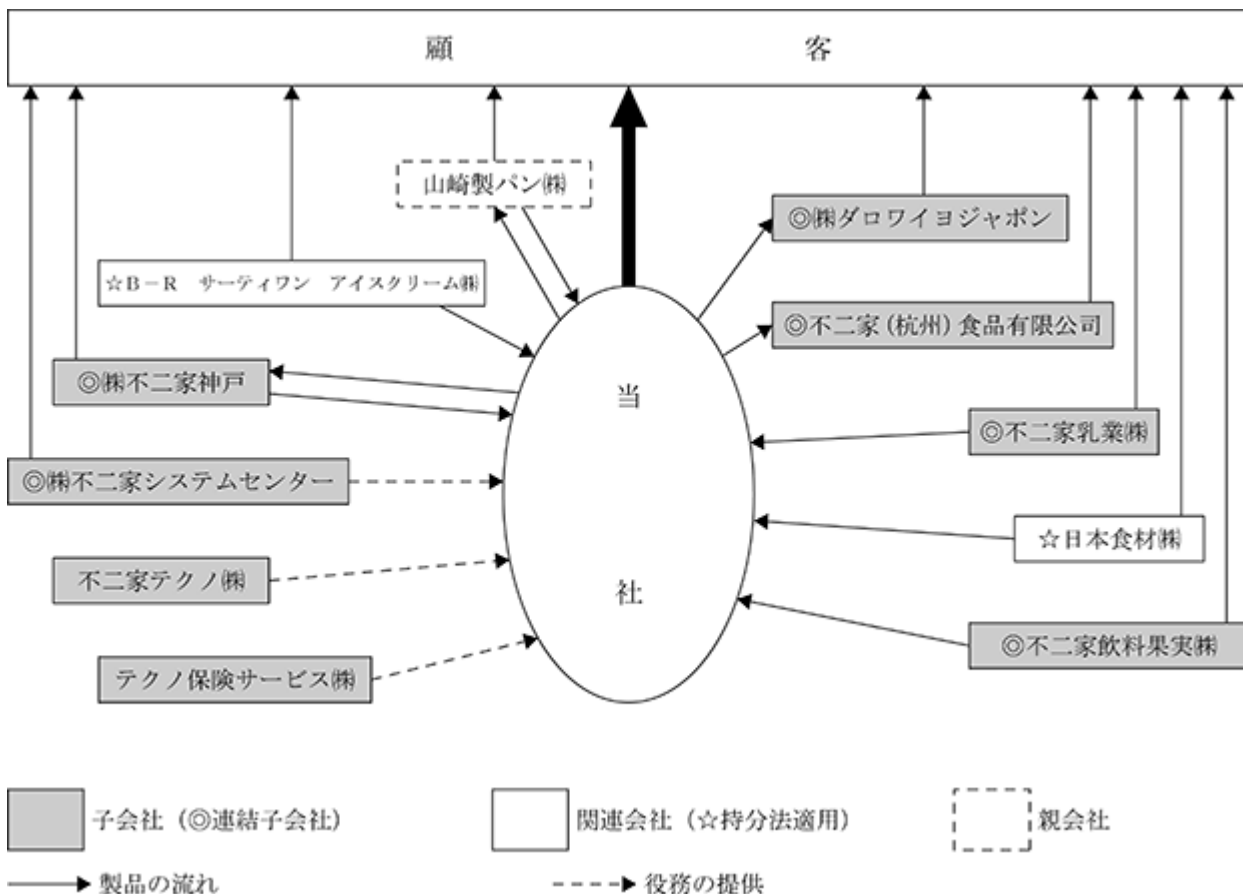 顧客
山崎製パン㈱
◎㈱ダロワイヨジャポン
☆B－R　サーティワン　アイスクリーム㈱
◎不二家(杭州)食品有限公司
◎㈱不二家神戸
当社
◎不二家乳業㈱
◎㈱不二家システムセンター
☆日本食材㈱
不二家テクノ㈱
◎不二家飲料果実㈱
テクノ保険サービス㈱
子会社（◎連結子会社）
関連会社（☆持分法適用）
親会社
製品の流れ
役務の提供